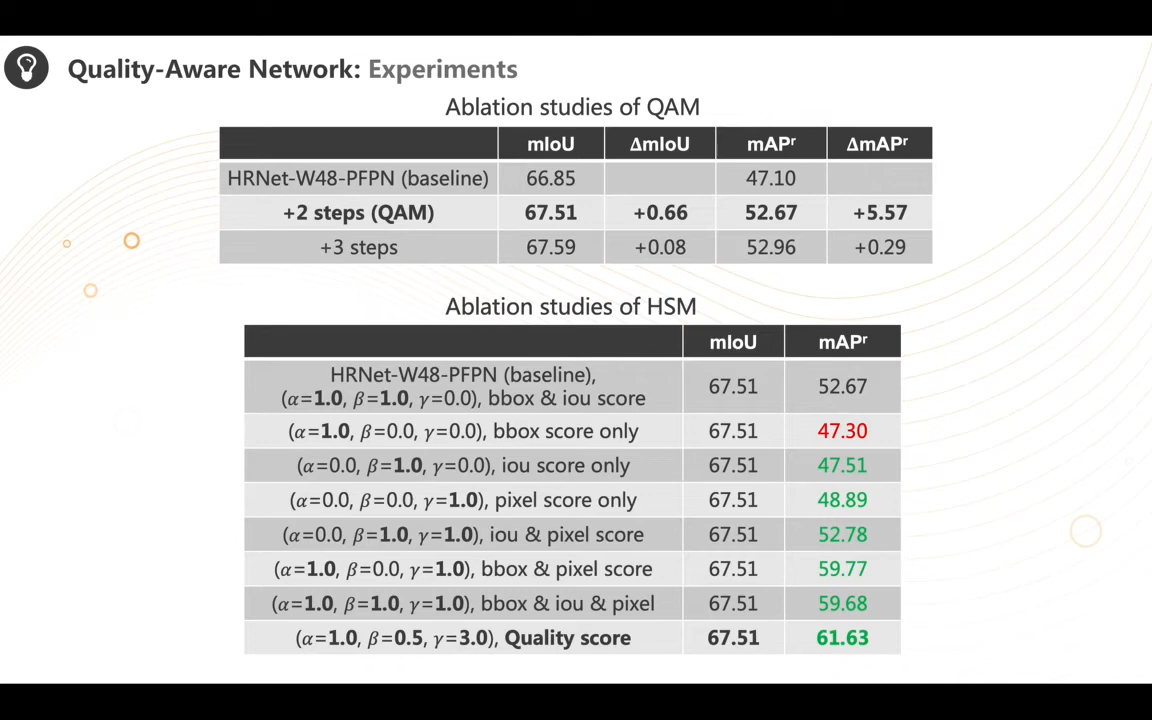 Quality-Aware Network: Experiments
Ablation studies of QAM
mIoU ΔmIoU mAPʳ ΔmAPʳ
HRNet-W48-PFPN (baseline) 66.85 47.10
+2 steps (QAM) 67.51 +0.66 52.67 +5.57
+3 steps 67.59 +0.08 52.96 +0.29
Ablation studies of HSM
mIoU mAPʳ
HRNet-W48-PFPN (baseline),
(α=1.0, β=1.0, γ=0.0), bbox & iou score 67.51 52.67
(α=1.0, β=0.0, γ=0.0), bbox score only 67.51 47.30
(α=0.0, β=1.0, γ=0.0), iou score only 67.51 47.51
(α=0.0, β=0.0, γ=1.0), pixel score only 67.51 48.89
(α=0.0, β=1.0, γ=1.0), iou & pixel score 67.51 52.78
(α=1.0, β=0.0, γ=1.0), bbox & pixel score 67.51 59.77
(α=1.0, β=1.0, γ=1.0), bbox & iou & pixel 67.51 59.68
(α=1.0, β=0.5, γ=3.0), Quality score 67.51 61.63